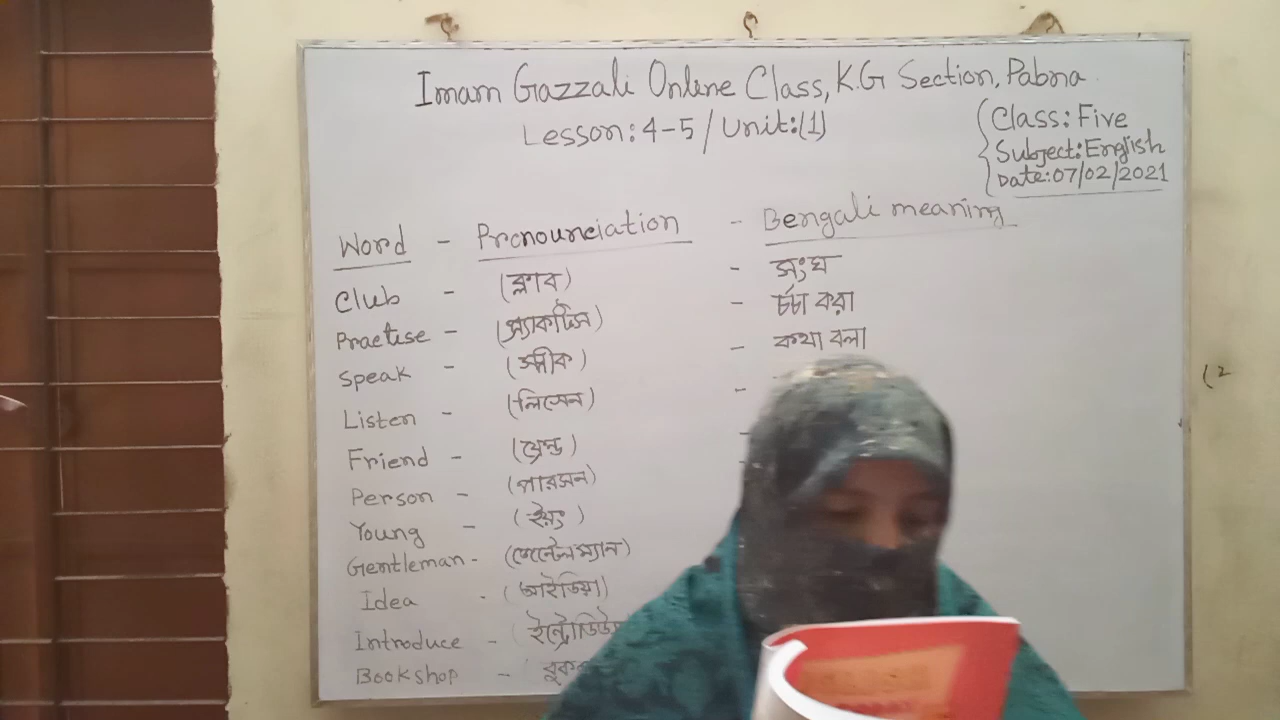 Imam Gazzali Online Class, K.G Section, Pabna
Lesson: 4-5 / Unit:(1)
Class: Five
Subject: English
Date: 07/02/2021
Word - Pronounciation - Bengali meaning
Club - (ক্লাব) - সংঘ
Practise - (প্র্যাকটিস) - চর্চা করা
Speak - (স্পীক) - কথা বলা
Listen - (লিসেন) -
Friend - (ফ্রেন্ড) -
Person - (পারসন)
Young - (ইয়ং)
Gentleman - (জেন্টেলম্যান)
Idea - (আইডিয়া)
Introduce - (ইন্ট্রোডিউস
Bookshop - বুক